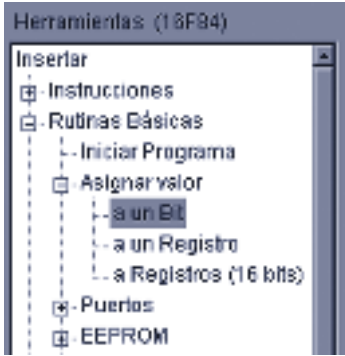 Herramientas (16F84)
Insertar
Instrucciones
Rutinas Básicas
Iniciar Programa
Asignar valor
a un Bit
a un Registro
a Registros (16 bits)
Puertos
EEPROM